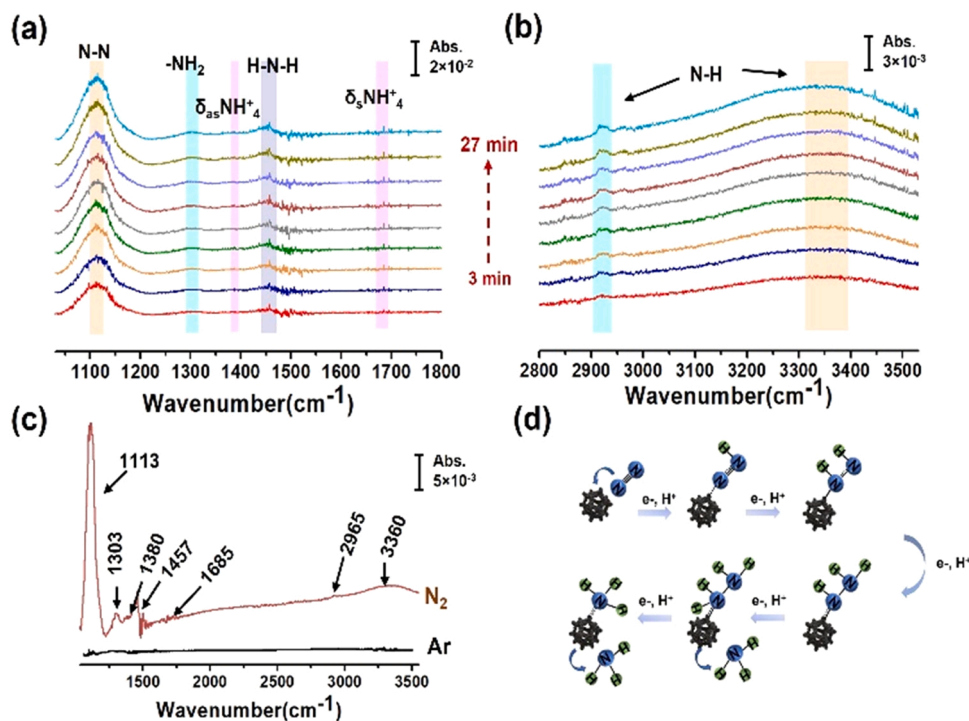 (a)
N-N
-NH2
H-N-H
Abs.
2×10-2
δasNH+4
δsNH+4
1100 1200 1300 1400 1500 1600 1700 1800
Wavenumber(cm-1)
27 min
3 min
(b)
N-H
Abs.
3×10-3
2800 2900 3000 3100 3200 3300 3400 3500
Wavenumber(cm-1)
(c)
1113
Abs.
5×10-3
1303
1380
1457
1685
2965
3360
N2
Ar
1500 2000 2500 3000 3500
Wavenumber(cm-1)
(d)
N N
H N N
H H N N
e-, H+
e-, H+
e-, H+
e-, H+
e-, H+
H N H H
H N H N H
H H N N
H N H H
H N H H